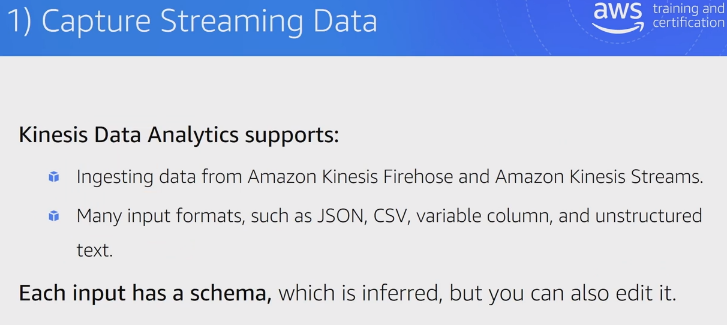 1) Capture Streaming Data
aws training and
certification
Kinesis Data Analytics supports:
Ingesting data from Amazon Kinesis Firehose and Amazon Kinesis Streams.
Many input formats, such as JSON, CSV, variable column, and unstructured
text.
Each input has a schema, which is inferred, but you can also edit it.